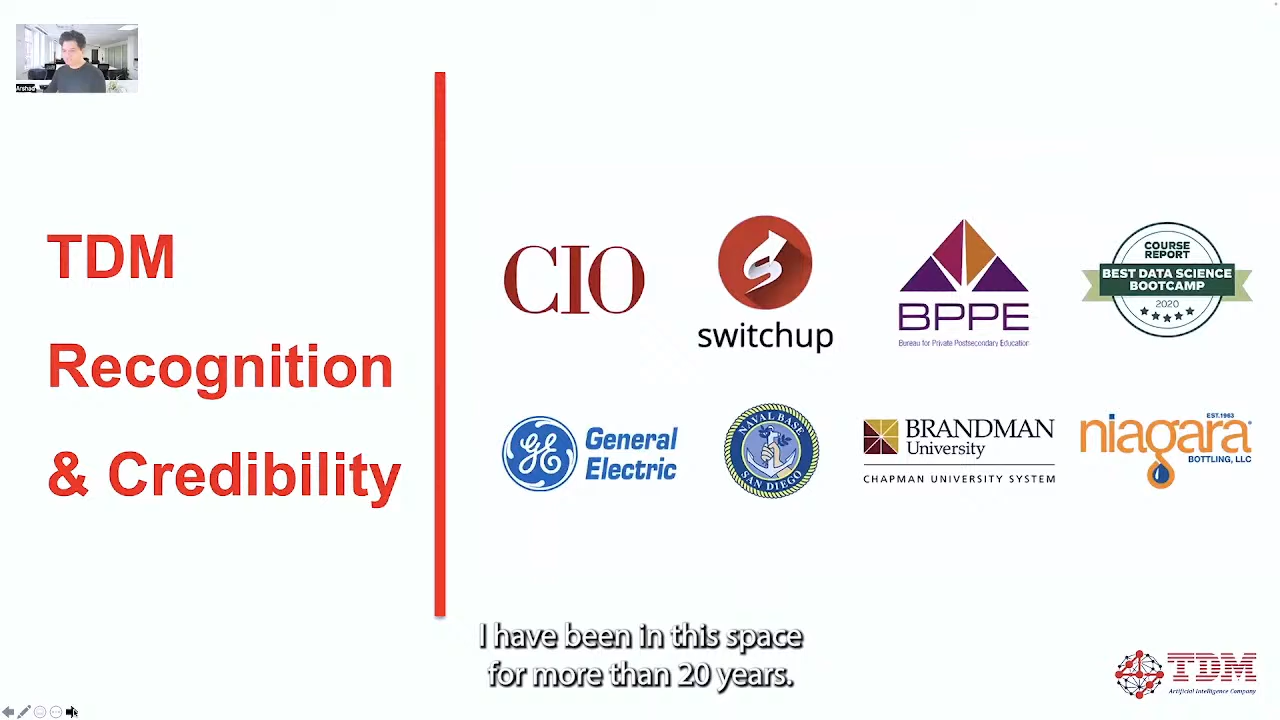 Arshad
TDM
Recognition
& Credibility
CIO
switchup
BPPE
Bureau for Private Postsecondary Education
COURSE
REPORT
BEST DATA SCIENCE
BOOTCAMP
2020
GE
General
Electric
NAVAL BASE
SAN DIEGO
BRANDMAN
University
CHAPMAN UNIVERSITY SYSTEM
EST.1963
niagara
BOTTLING, LLC
I have been in this space
for more than 20 years.
TDM
Artificial Intelligence Company